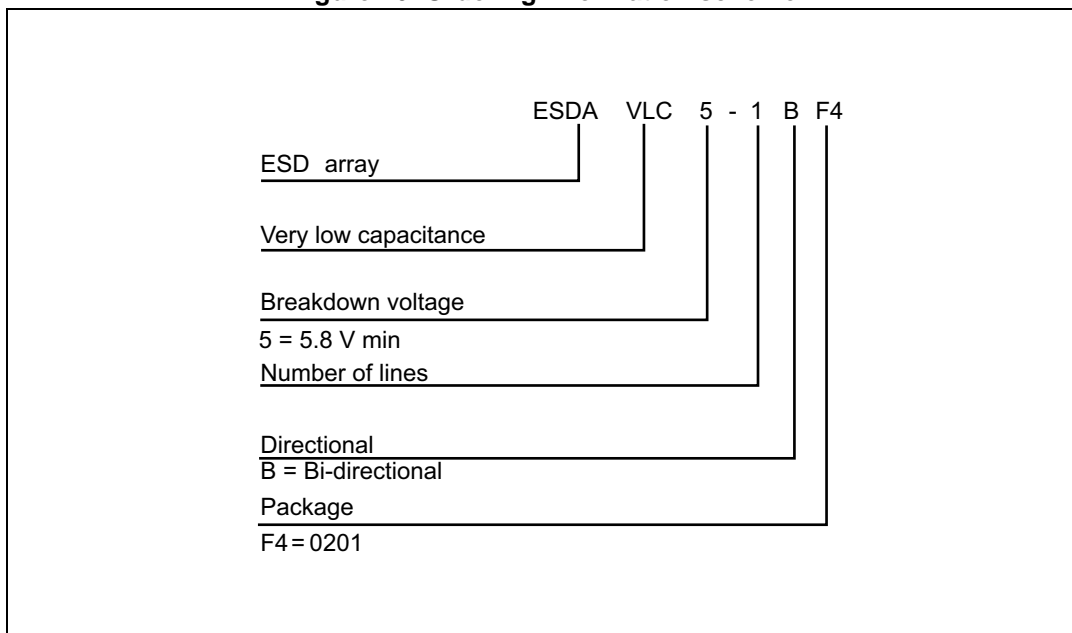 ESDA VLC 5 - 1 B F4
ESD array
Very low capacitance
Breakdown voltage
5 = 5.8 V min
Number of lines
Directional
B = Bi-directional
Package
F4 = 0201